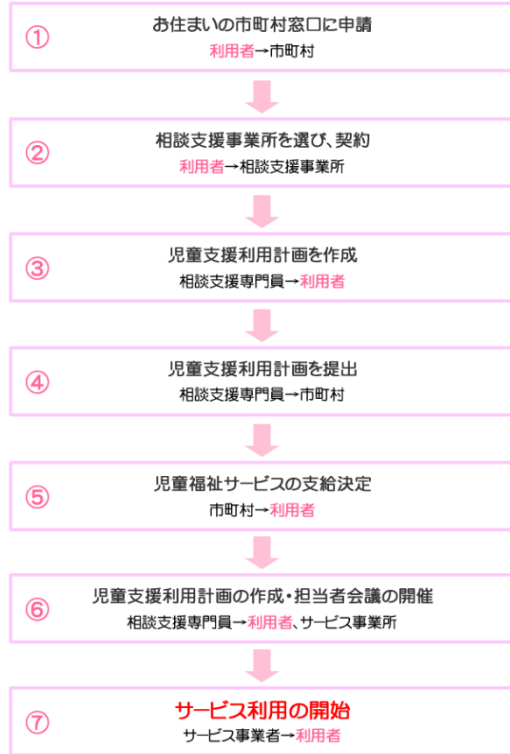 ①
お住まいの市町村窓口に申請
利用者→市町村
②
相談支援事業所を選び、契約
利用者→相談支援事業所
③
児童支援利用計画を作成
相談支援専門員→利用者
④
児童支援利用計画を提出
相談支援専門員→市町村
⑤
児童福祉サービスの支給決定
市町村→利用者
⑥
児童支援利用計画の作成・担当者会議の開催
相談支援専門員→利用者、サービス事業所
⑦
サービス利用の開始
サービス事業者→利用者